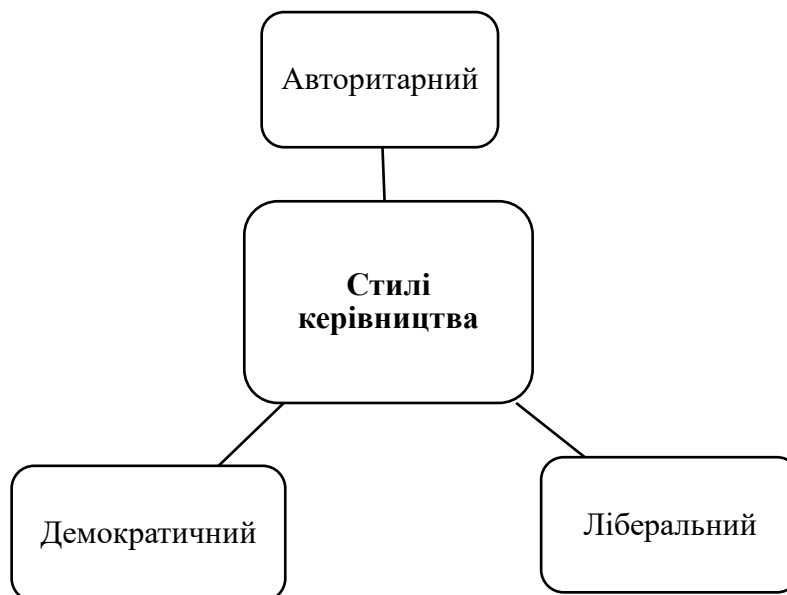 Авторитарний
Стилі
керівництва
Демократичний
Ліберальний